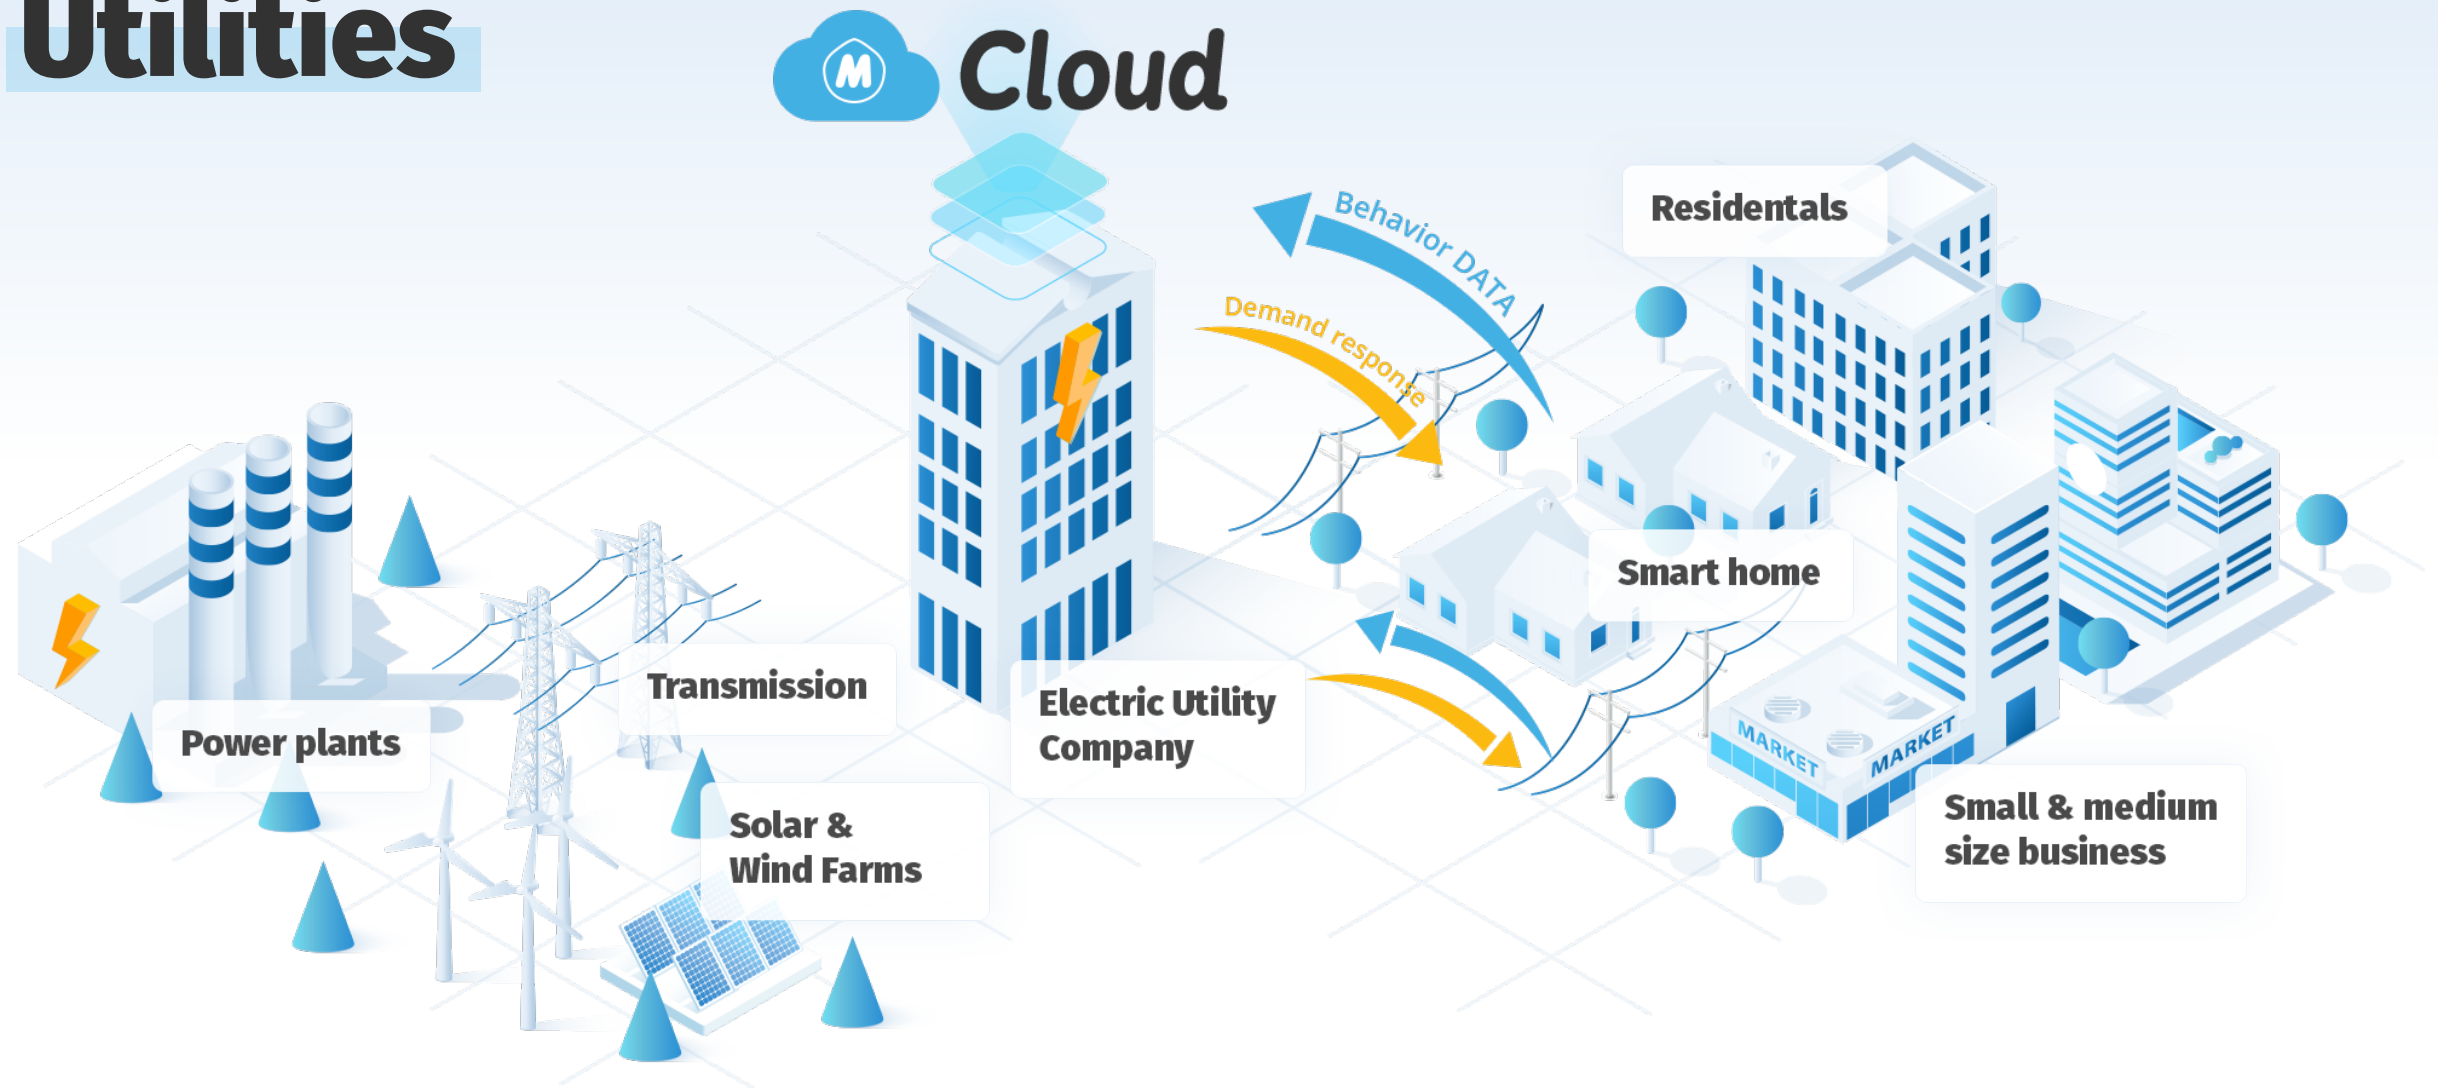 Utilities
M Cloud
Behavior DATA
Demand response
Residentals
Smart home
Transmission
Electric Utility
Company
Power plants
MARKET
MARKET
Solar &
Wind Farms
Small & medium
size business